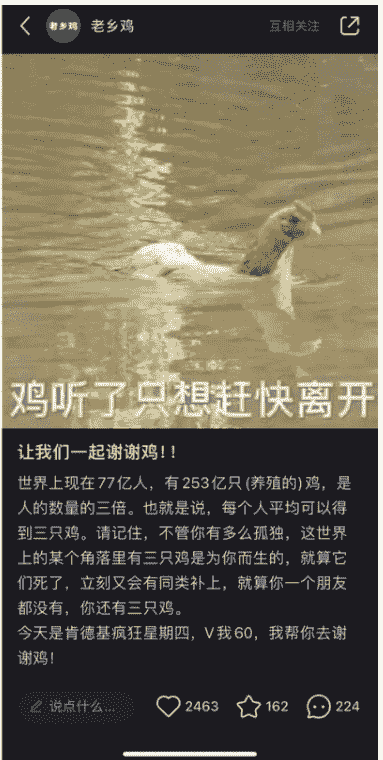 老乡鸡
老乡鸡
互相关注
鸡听了只想赶快离开
让我们一起谢谢鸡!!
世界上现在77亿人，有253亿只(养殖的)鸡，是
人的数量的三倍。也就是说，每个人平均可以得
到三只鸡。请记住，不管你有多么孤独，这世界
上的某个角落里有三只鸡是为你而生的，就算它
们死了，立刻又会有同类补上，就算你一个朋友
都没有，你还有三只鸡。
今天是肯德基疯狂星期四，V我60，我帮你去谢
谢鸡!
说点什么...
2463
162
224